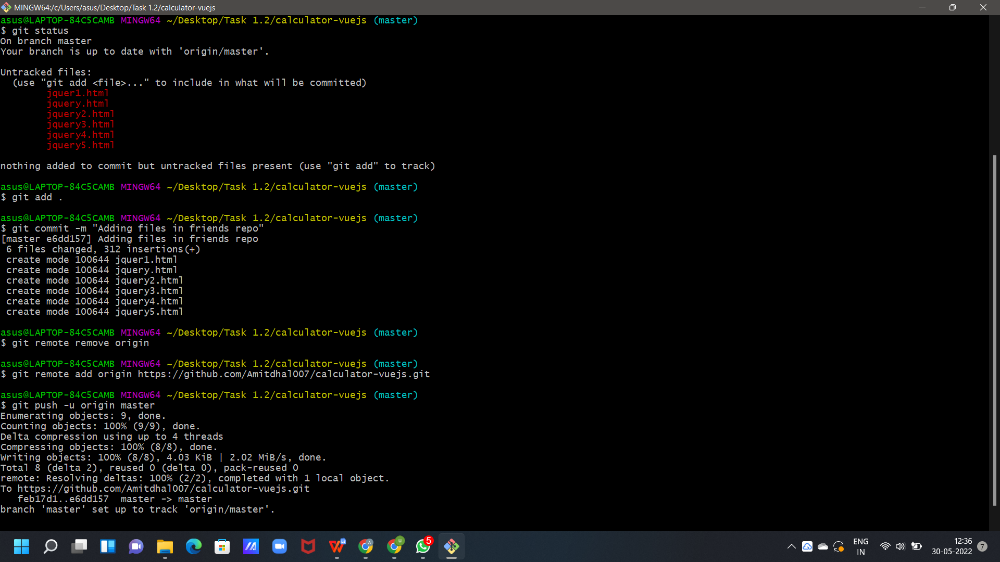 MINGW64:/c/Users/asus/Desktop/Task 1.2/calculator-vuejs
asus@LAPTOP-84C5CAMB MINGW64 ~/Desktop/Task 1.2/calculator-vuejs (master)
$ git status
On branch master
Your branch is up to date with 'origin/master'.
Untracked files:
(use "git add <file>..." to include in what will be committed)
jquer1.html
jquery.html
jquery2.html
jquery3.html
jquery4.html
jquery5.html
nothing added to commit but untracked files present (use "git add" to track)
asus@LAPTOP-84C5CAMB MINGW64 ~/Desktop/Task 1.2/calculator-vuejs (master)
$ git add .
asus@LAPTOP-84C5CAMB MINGW64 ~/Desktop/Task 1.2/calculator-vuejs (master)
$ git commit -m "Adding files in friends repo"
[master e6dd157] Adding files in friends repo
6 files changed, 312 insertions(+)
create mode 100644 jquer1.html
create mode 100644 jquery.html
create mode 100644 jquery2.html
create mode 100644 jquery3.html
create mode 100644 jquery4.html
create mode 100644 jquery5.html
asus@LAPTOP-84C5CAMB MINGW64 ~/Desktop/Task 1.2/calculator-vuejs (master)
$ git remote remove origin
asus@LAPTOP-84C5CAMB MINGW64 ~/Desktop/Task 1.2/calculator-vuejs (master)
$ git remote add origin https://github.com/Amitdhal007/calculator-vuejs.git
asus@LAPTOP-84C5CAMB MINGW64 ~/Desktop/Task 1.2/calculator-vuejs (master)
$ git push -u origin master
Enumerating objects: 9, done.
Counting objects: 100% (9/9), done.
Delta compression using up to 4 threads
Compressing objects: 100% (8/8), done.
Writing objects: 100% (8/8), 4.03 KiB | 2.02 MiB/s, done.
Total 8 (delta 2), reused 0 (delta 0), pack-reused 0
remote: Resolving deltas: 100% (2/2), completed with 1 local object.
To https://github.com/Amitdhal007/calculator-vuejs.git
feb17d1..e6dd157  master -> master
branch 'master' set up to track 'origin/master'.
5
ENG
IN
12:36
30-05-2022
7